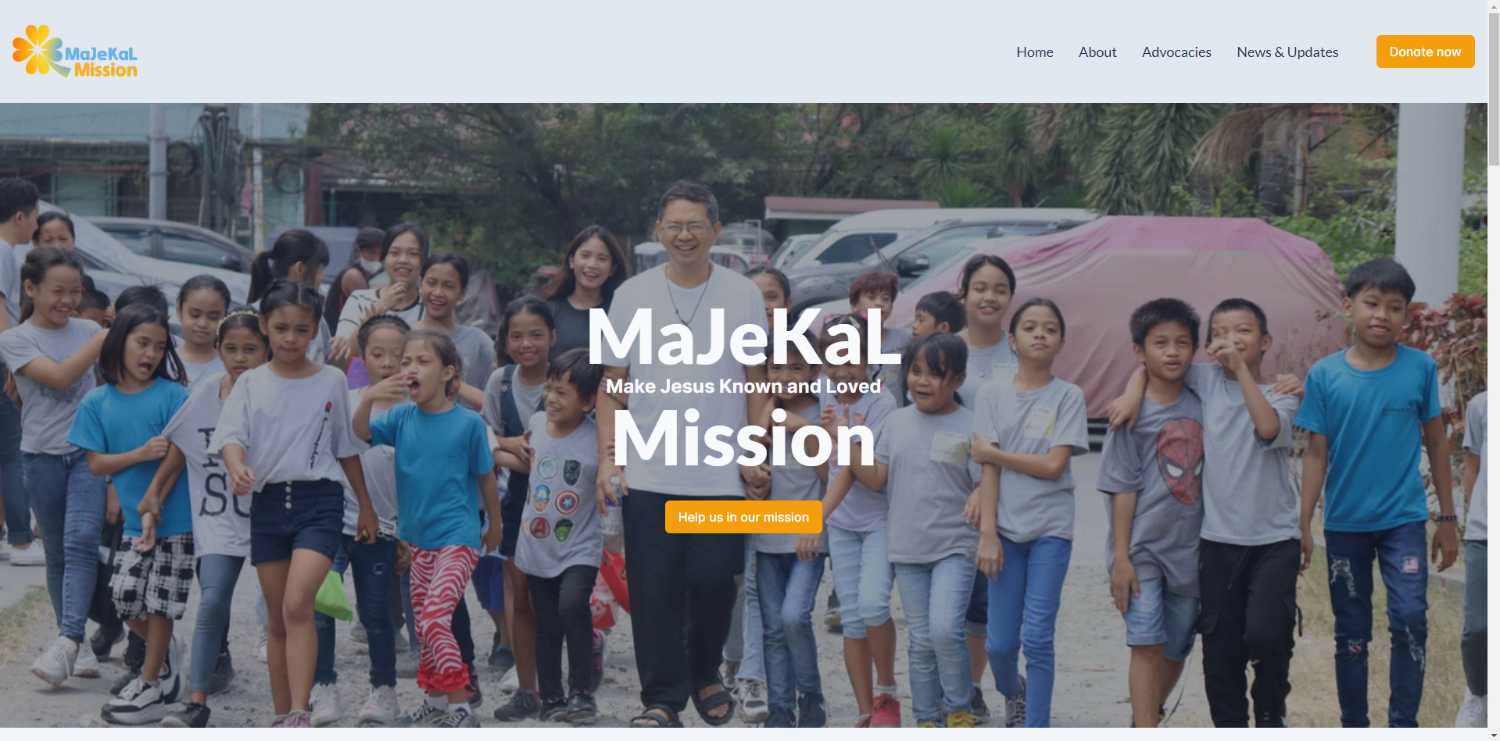 MaJeKaL
Mission
Home
About
Advocacies
News & Updates
Donate now
MaJeKaL
Make Jesus Known and Loved
Mission
Help us in our mission